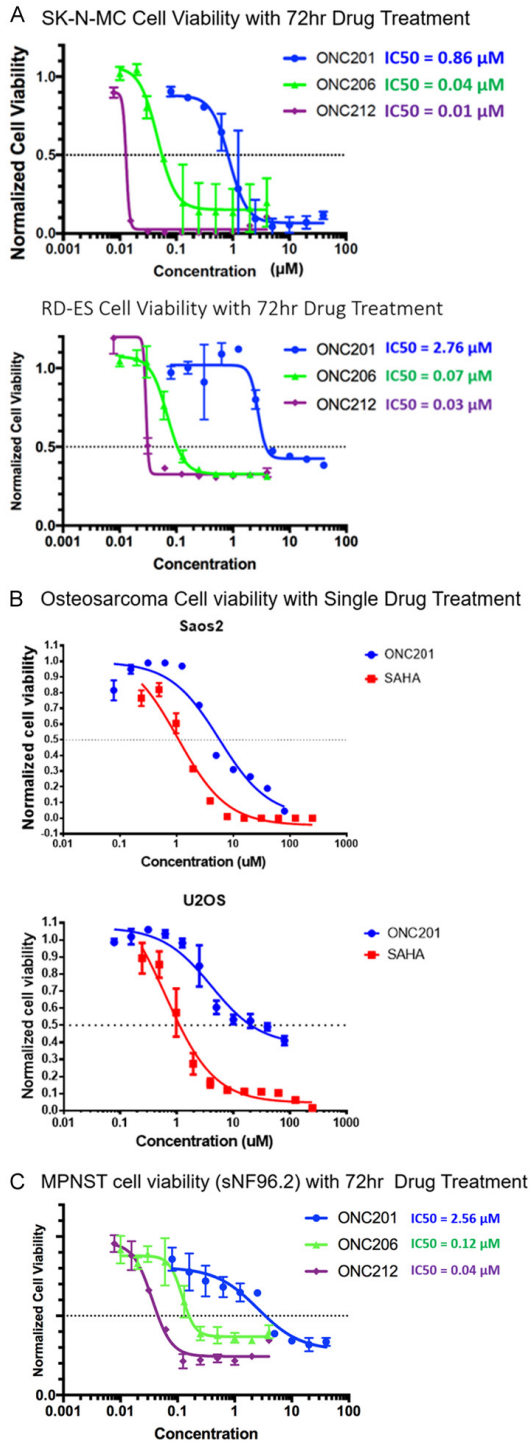 A
SK-N-MC Cell Viability with 72hr Drug Treatment
Normalized Cell Viability
1.0
0.5
0.0
0.001 0.01 0.1 1 10 100
Concentration (μM)
ONC201 IC50 = 0.86 μM
ONC206 IC50 = 0.04 μM
ONC212 IC50 = 0.01 μM
RD-ES Cell Viability with 72hr Drug Treatment
Normalized Cell Viability
1.0
0.5
0.0
0.001 0.01 0.1 1 10 100
Concentration
ONC201 IC50 = 2.76 μM
ONC206 IC50 = 0.07 μM
ONC212 IC50 = 0.03 μM
B Osteosarcoma Cell viability with Single Drug Treatment
Saos2
Normalized cell viability
1.1
1.0
0.9
0.8
0.7
0.6
0.5
0.4
0.3
0.2
0.1
0.0
-0.1
0.01 0.1 1 10 100 1000
Concentration (uM)
ONC201
SAHA
U2OS
Normalized cell viability
1.1
1.0
0.9
0.8
0.7
0.6
0.5
0.4
0.3
0.2
0.1
0.0
0.01 0.1 1 10 100 1000
Concentration (uM)
ONC201
SAHA
C MPNST cell viability (sNF96.2) with 72hr Drug Treatment
Normalized Cell Viability
1.0
0.0
0.001 0.01 0.1 1 10 100
Concentration
ONC201 IC50 = 2.56 μM
ONC206 IC50 = 0.12 μM
ONC212 IC50 = 0.04 μM